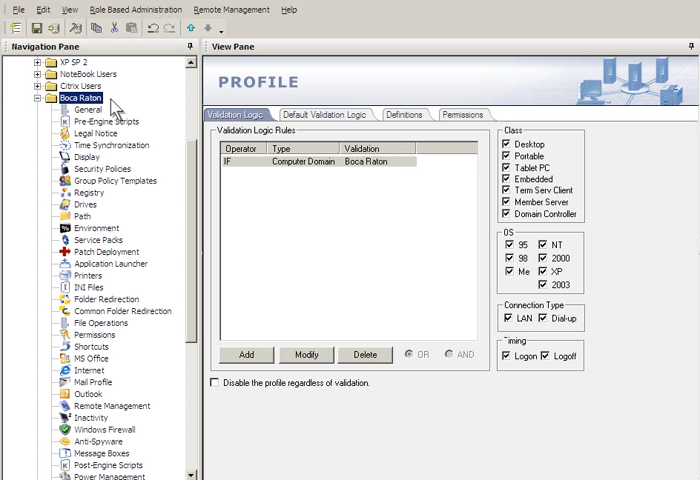 File Edit View Role Based Administration Remote Management Help
Navigation Pane
View Pane
XP SP 2
NoteBook Users
Citrix Users
Boca Raton
General
Pre-Engine Scripts
Legal Notice
Time Synchronization
Display
Security Policies
Group Policy Templates
Registry
Drives
Path
Environment
Service Packs
Patch Deployment
Application Launcher
Printers
INI Files
Folder Redirection
Common Folder Redirection
File Operations
Permissions
Shortcuts
MS Office
Internet
Mail Profile
Outlook
Remote Management
Inactivity
Windows Firewall
Anti-Spyware
Message Boxes
Post-Engine Scripts
Power Management
PROFILE
Validation Logic Default Validation Logic Definitions Permissions
Validation Logic Rules
Operator Type Validation
IF Computer Domain Boca Raton
Add Modify Delete OR AND
Disable the profile regardless of validation.
Class
Desktop
Portable
Tablet PC
Embedded
Term Serv Client
Member Server
Domain Controller
OS
95 NT
98 2000
Me XP
2003
Connection Type
LAN Dial-up
Timing
Logon Logoff